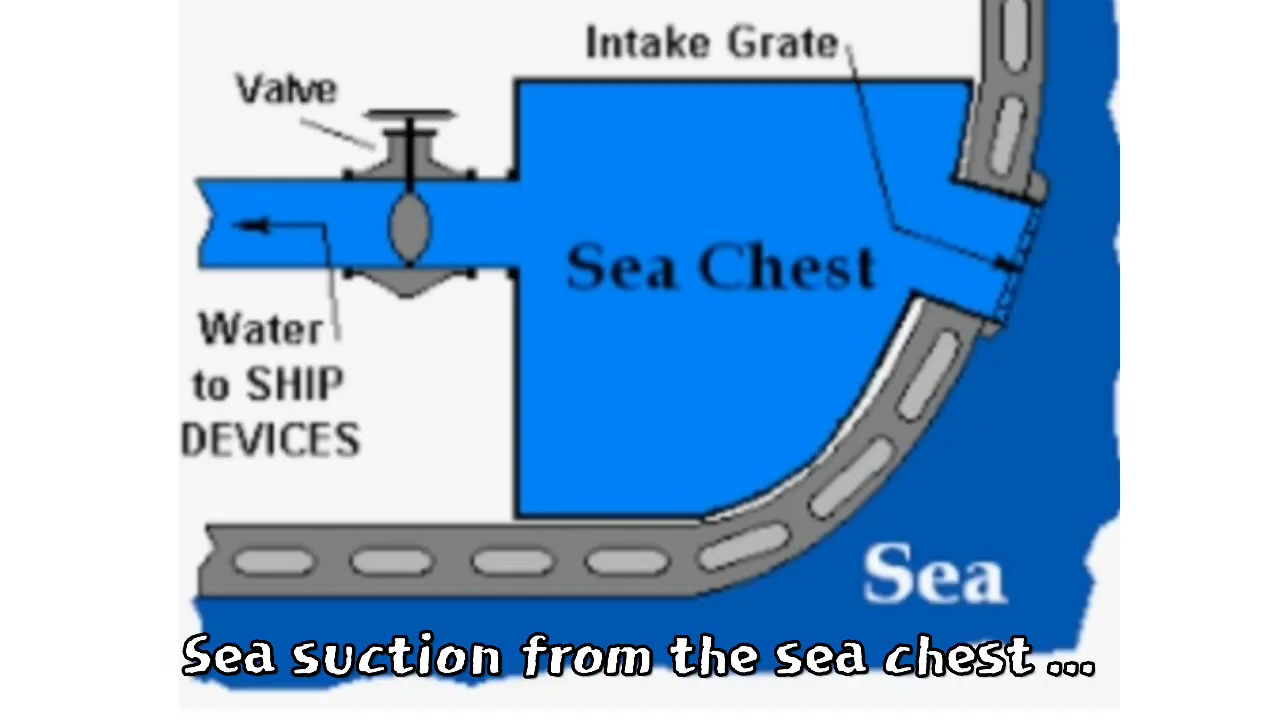 Intake Grate
Valve
Sea Chest
Water
to SHIP
DEVICES
Sea
Sea suction from the sea chest ...